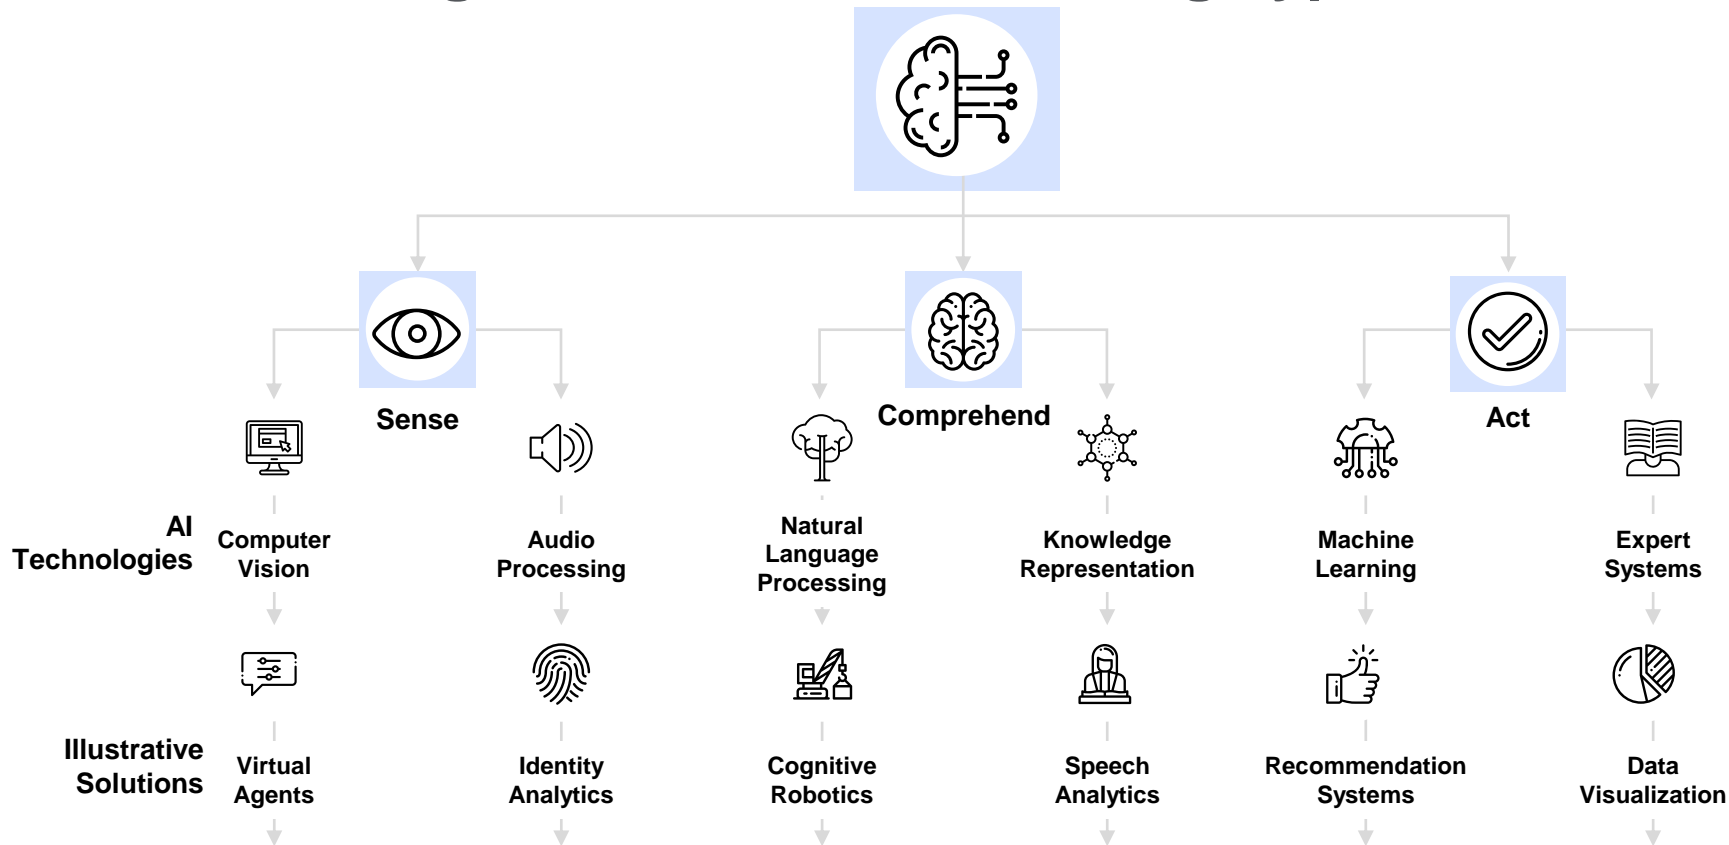 Sense
Comprehend
Act
AI
Technologies
Computer
Vision
Audio
Processing
Natural
Language
Processing
Knowledge
Representation
Machine
Learning
Expert
Systems
Illustrative
Solutions
Virtual
Agents
Identity
Analytics
Cognitive
Robotics
Speech
Analytics
Recommendation
Systems
Data
Visualization